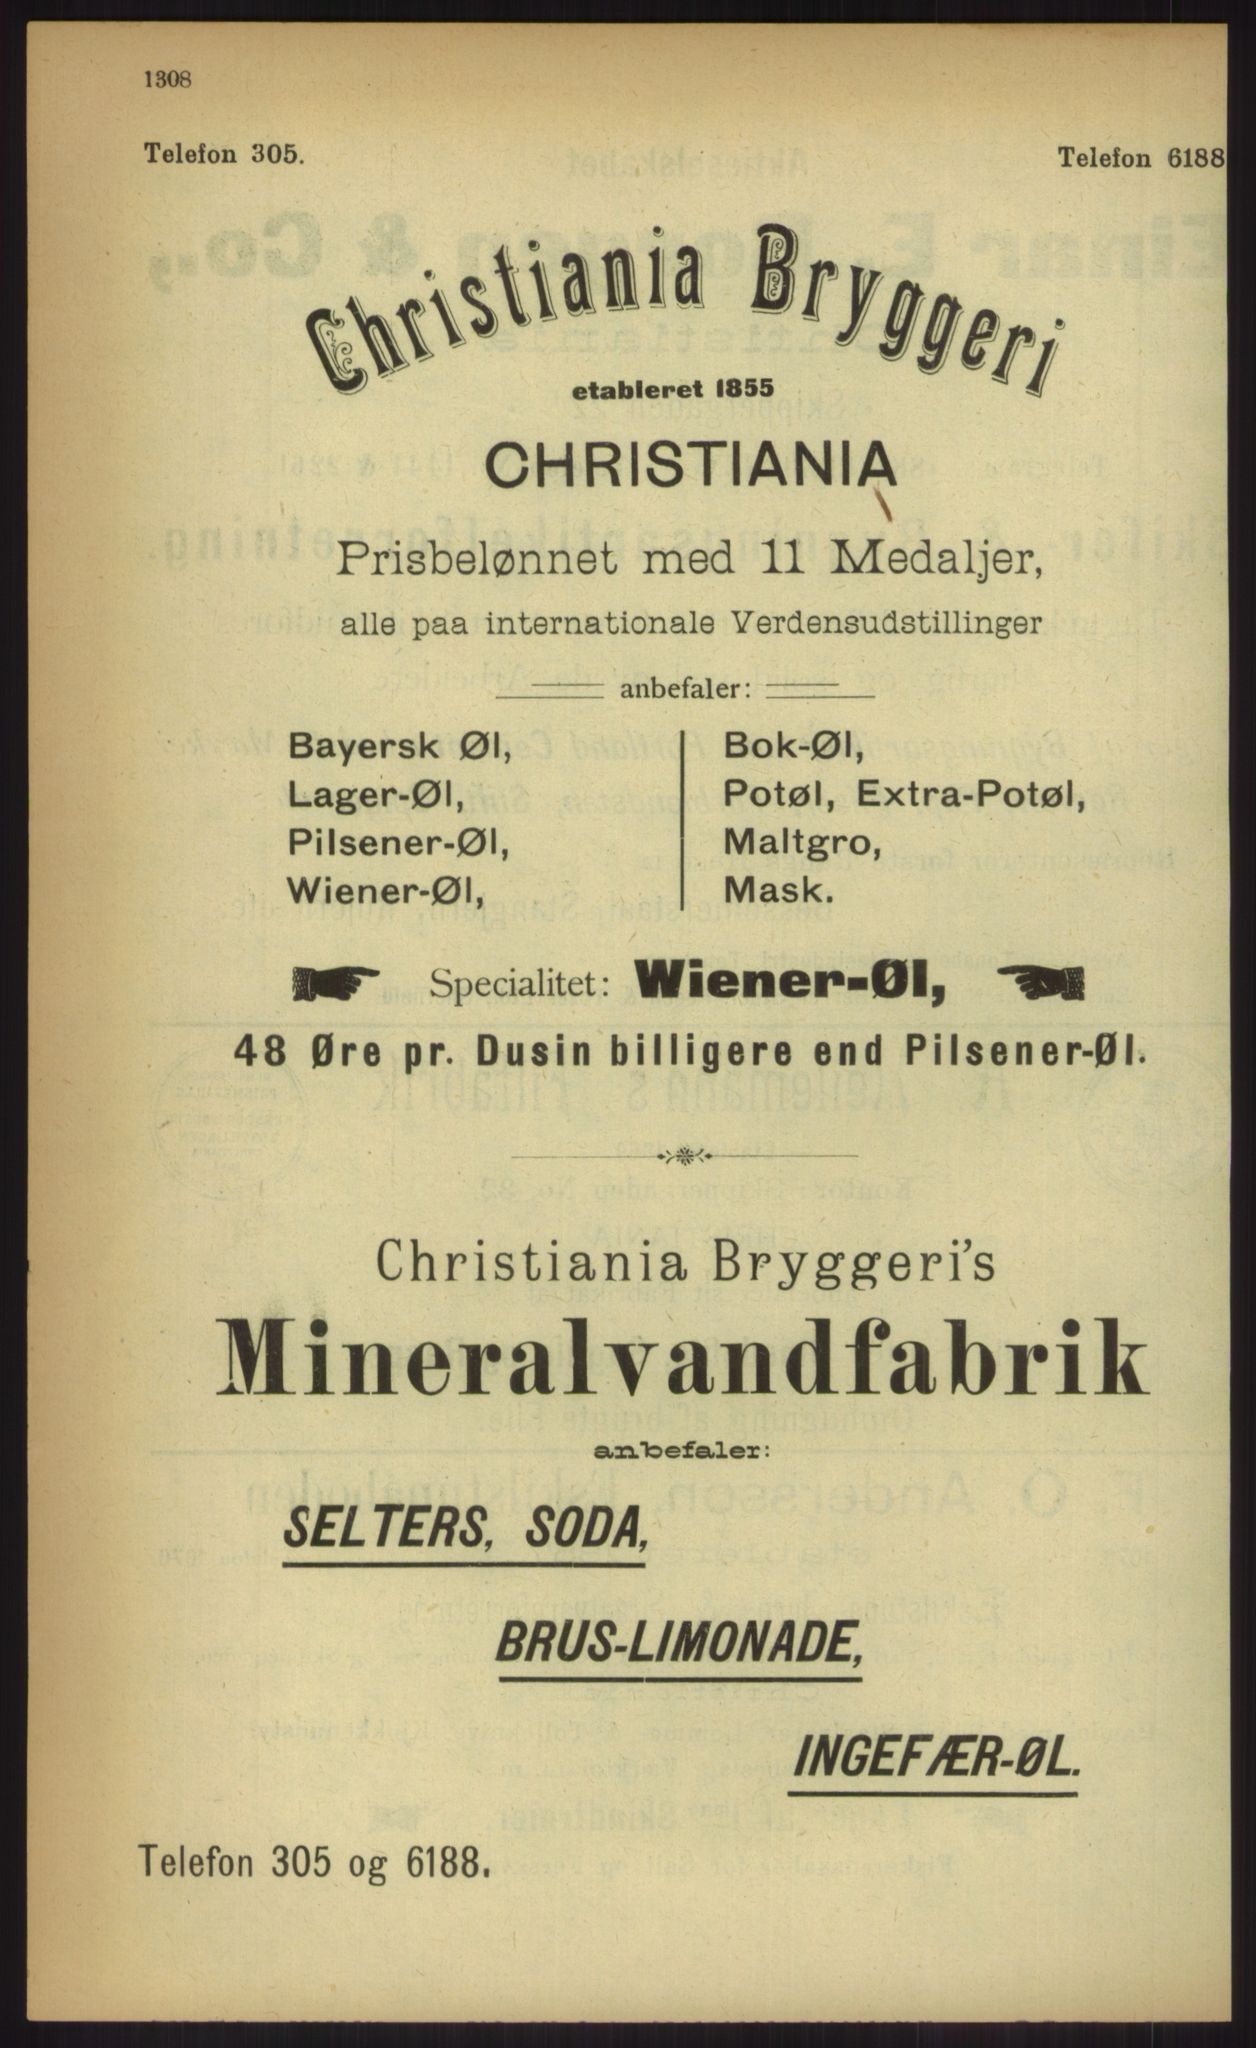 1308
Telefon 305. Telefon 6188
Christiania Bryggeri
etableret 1855
CHRISTIANIA
Prisbelønnet med 11 Medaljer,
alle paa internationale Verdensudstillinger
anbefaler:
Bayersk Øl,
Lager-Øl,
Pilsener-Øl,
Wiener-Øl,
Bok-Øl,
Potøl, Extra-Potøl,
Maltgro,
Mask.
Specialitet: Wiener-Øl,
48 Øre pr. Dusin billigere end Pilsener-Øl.
Christiania Bryggeri's
Mineralvandfabrik
anbefaler:
SELTERS, SODA,
BRUS-LIMONADE,
INGEFÆR-ØL.
Telefon 305 og 6188.